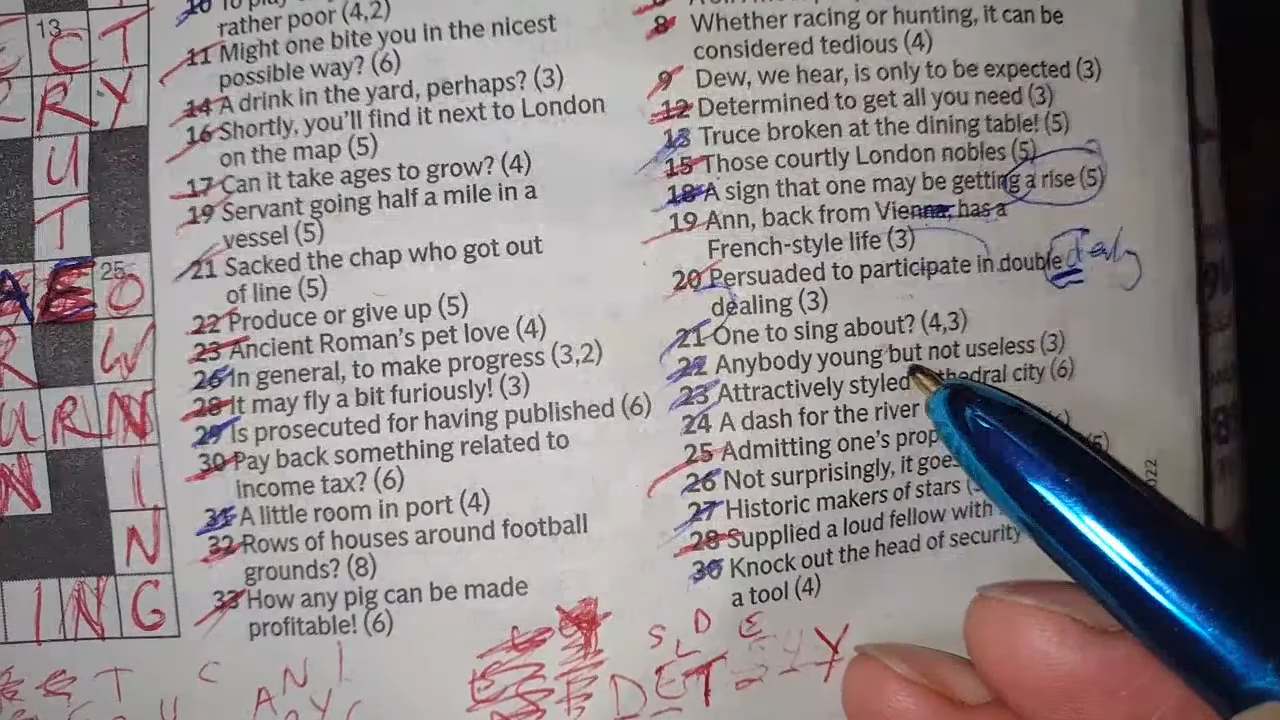 rather poor (4,2)
11 Might one bite you in the nicest
possible way? (6)
14 A drink in the yard, perhaps? (3)
16 Shortly, you'll find it next to London
on the map (5)
17 Can it take ages to grow? (4)
19 Servant going half a mile in a
vessel (5)
21 Sacked the chap who got out
of line (5)
22 Produce or give up (5)
23 Ancient Roman's pet love (4)
26 In general, to make progress (3,2)
28 It may fly a bit furiously! (3)
29 Is prosecuted for having published (6)
30 Pay back something related to
income tax? (6)
31 A little room in port (4)
32 Rows of houses around football
grounds? (8)
33 How any pig can be made
profitable! (6)
8 Whether racing or hunting, it can be
considered tedious (4)
9 Dew, we hear, is only to be expected (3)
12 Determined to get all you need (3)
13 Truce broken at the dining table! (5)
15 Those courtly London nobles (5)
18 A sign that one may be getting a rise (5)
19 Ann, back from Vienna, has a
French-style life (3)
20 Persuaded to participate in double
dealing (3)
21 One to sing about? (4,3)
22 Anybody young but not useless (3)
23 Attractively styled cathedral city (6)
24 A dash for the river
25 Admitting one's
26 Not surprisingly, it goes
27 Historic makers of stars
28 Supplied a loud fellow with
30 Knock out the head of security
a tool (4)
13
C T
R Y
U
T
25
E O
W
U R N
N I
N
I N G
S L D E